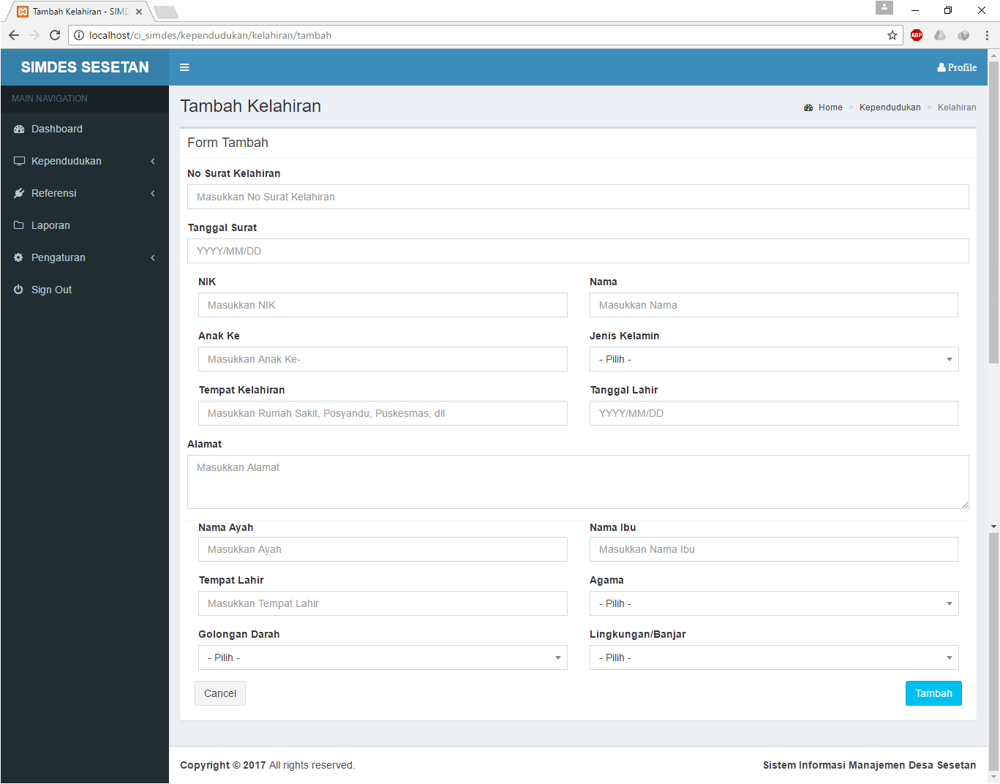 Tambah Kelahiran - SIMD
localhost/ci_simdes/kependudukan/kelahiran/tambah
ABP
SIMDES SESETAN
Profile
MAIN NAVIGATION
Dashboard
Kependudukan
Referensi
Laporan
Pengaturan
Sign Out
Tambah Kelahiran
Home > Kependudukan > Kelahiran
Form Tambah
No Surat Kelahiran
Masukkan No Surat Kelahiran
Tanggal Surat
YYYY/MM/DD
NIK Nama
Masukkan NIK Masukkan Nama
Anak Ke Jenis Kelamin
Masukkan Anak Ke- - Pilih -
Tempat Kelahiran Tanggal Lahir
Masukkan Rumah Sakit, Posyandu, Puskesmas, dll YYYY/MM/DD
Alamat
Masukkan Alamat
Nama Ayah Nama Ibu
Masukkan Ayah Masukkan Nama Ibu
Tempat Lahir Agama
Masukkan Tempat Lahir - Pilih -
Golongan Darah Lingkungan/Banjar
- Pilih - - Pilih -
Cancel Tambah
Copyright © 2017 All rights reserved. Sistem Informasi Manajemen Desa Sesetan